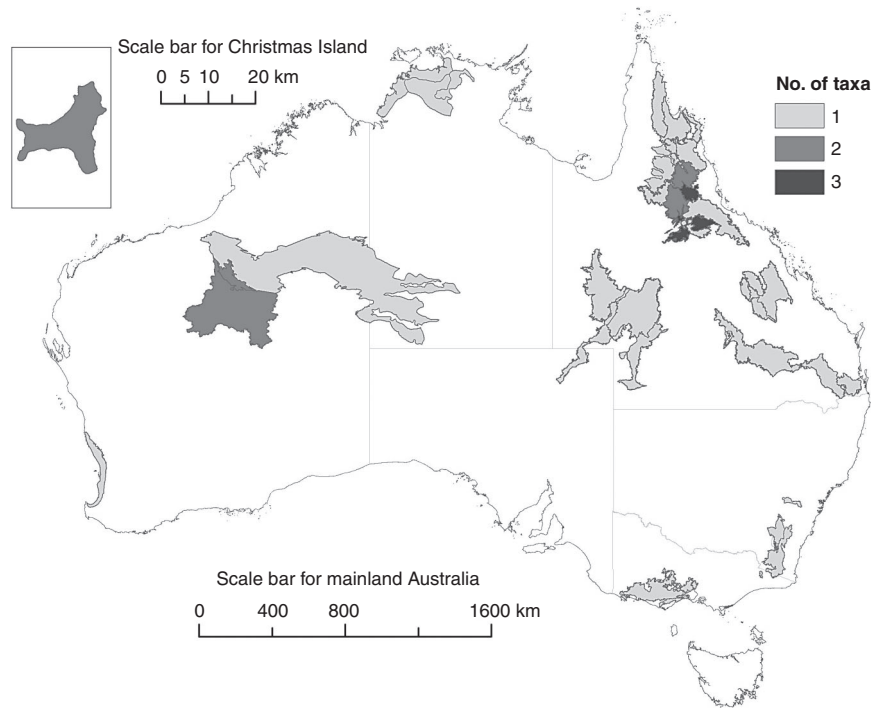 Scale bar for Christmas Island
0 5 10 20 km
No. of taxa
1
2
3
Scale bar for mainland Australia
0 400 800 1600 km